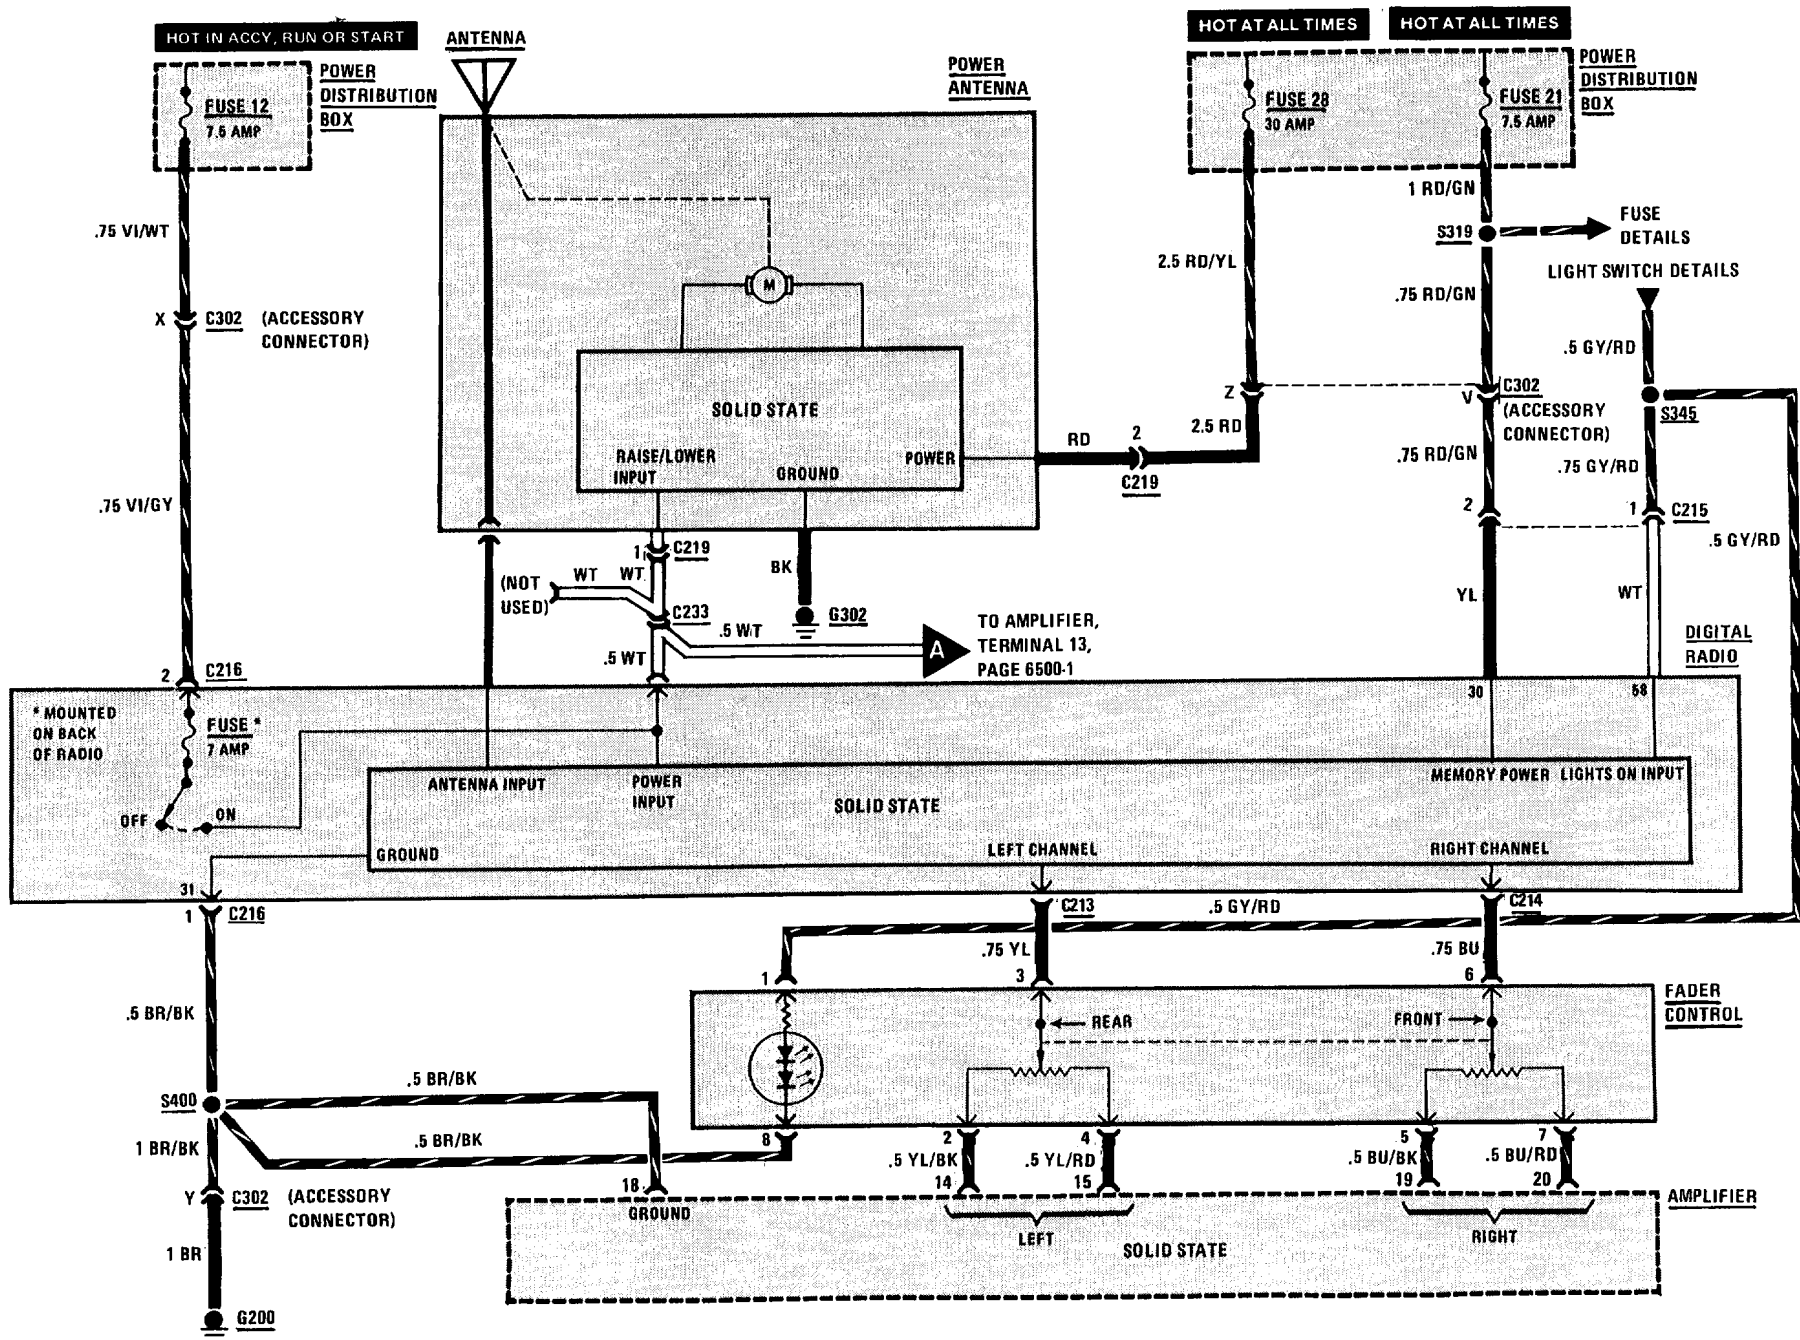 HOT IN ACCY, RUN OR START
ANTENNA
POWER
ANTENNA
HOT AT ALL TIMES
HOT AT ALL TIMES
POWER
DISTRIBUTION
BOX
FUSE 12
7.5 AMP
FUSE 28
30 AMP
FUSE 21
7.5 AMP
POWER
DISTRIBUTION
BOX
1 RD/GN
S319
FUSE
DETAILS
.75 VI/WT
2.5 RD/YL
LIGHT SWITCH DETAILS
.75 RD/GN
M
X
C302
(ACCESSORY
CONNECTOR)
.5 GY/RD
Z
V
C302
(ACCESSORY
CONNECTOR)
S345
SOLID STATE
2.5 RD
RAISE/LOWER
INPUT
GROUND
POWER
RD
2
C219
.75 RD/GN
.75 GY/RD
.75 VI/GY
2
1
C215
.5 GY/RD
1
C219
(NOT
USED)
WT
WT
BK
C233
G302
YL
WT
.5 WT
.5 WT
A
TO AMPLIFIER,
TERMINAL 13,
PAGE 6500-1
DIGITAL
RADIO
2
C216
30
58
* MOUNTED
ON BACK
OF RADIO
FUSE *
7 AMP
ANTENNA INPUT
POWER
INPUT
SOLID STATE
MEMORY POWER
LIGHTS ON INPUT
OFF
ON
GROUND
LEFT CHANNEL
RIGHT CHANNEL
31
1
C216
C213
.5 GY/RD
C214
.75 YL
.75 BU
1
3
6
FADER
CONTROL
.5 BR/BK
REAR
FRONT
S400
.5 BR/BK
1 BR/BK
.5 BR/BK
8
2
4
5
7
.5 YL/BK
.5 YL/RD
.5 BU/BK
.5 BU/RD
Y
C302
(ACCESSORY
CONNECTOR)
18
14
15
19
20
AMPLIFIER
GROUND
LEFT
RIGHT
SOLID STATE
1 BR
G200